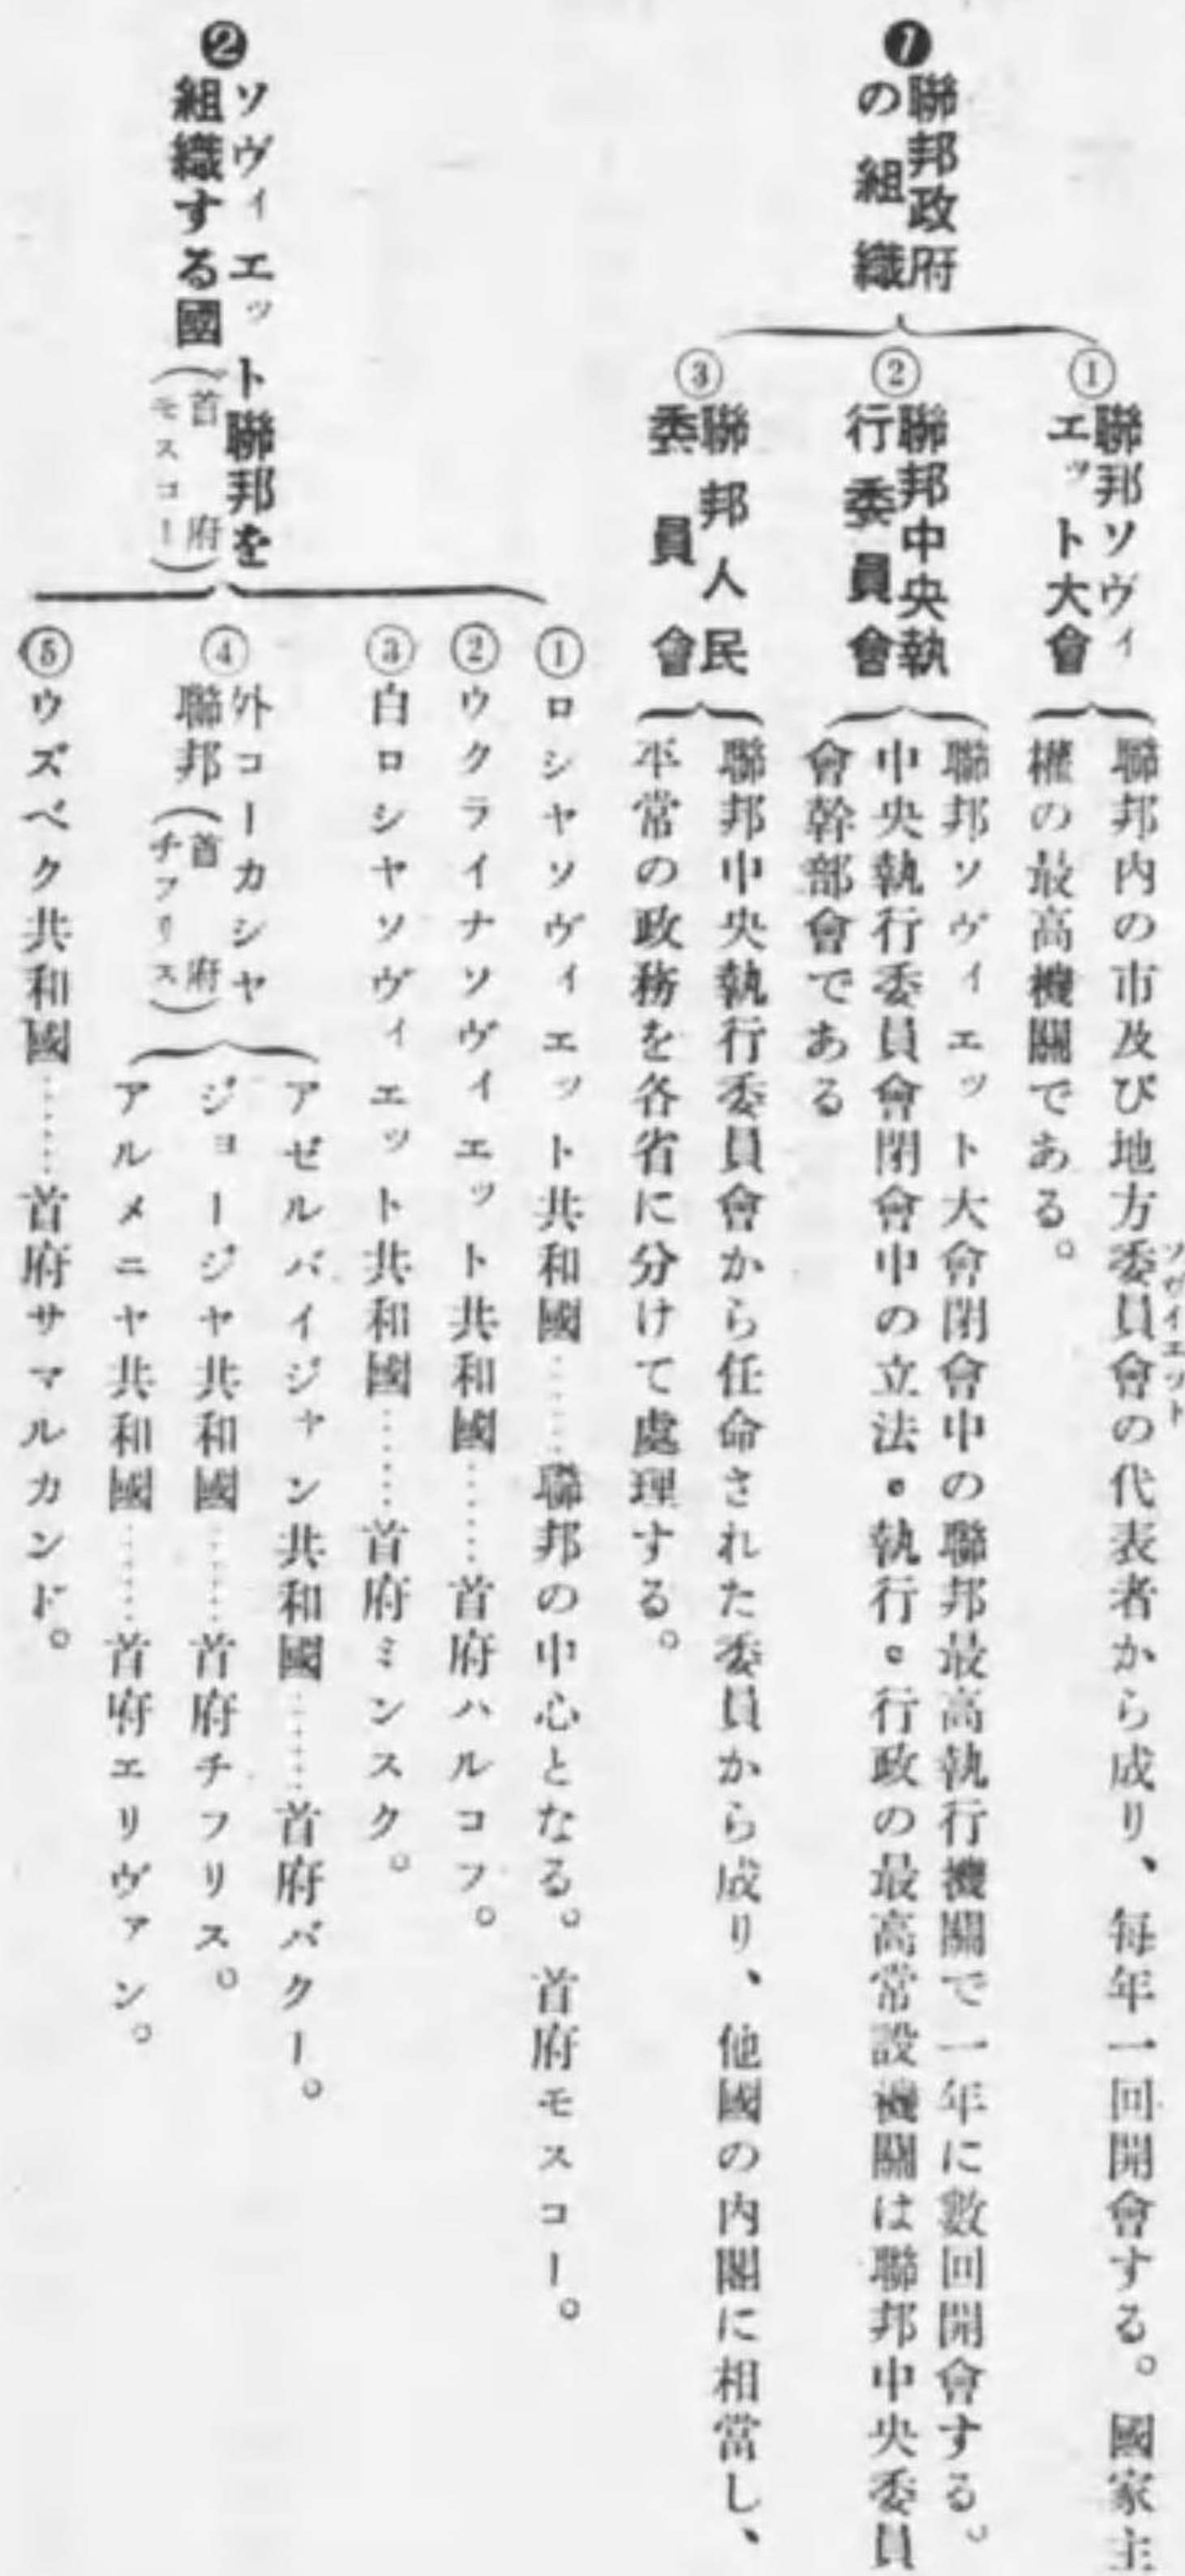 ❶聯邦政府
の組織
①聯邦ソヴィ
エット大會
聯邦内の市及び地方委員會の代表者から成り、每年一回開會する。國家主
ソヴイエット
權の最高機關である。
②聯邦中央執
行委員會
聯邦ソヴィエット大會閉會中の聯邦最高執行機關で一年に數回開會する。
中央執行委員會閉會中の立法。執行。行政の最高常設機關は聯邦中央委員
會幹部會である
③聯邦人民
委員會
聯邦中央執行委員會から任命された委員から成り、他國の内閣に相當し、
平常の政務を各省に分けて處理する。
❷ソヴィエット聯邦を
組織する國(首府
モスコー)
①ロシヤソヴィエット共和國……聯邦の中心となる。首府モスコー。
②ウクライナソヴィエット共和國……首府ハルコフ。
③白ロシヤソヴィエット共和國……首府ミンスク。
④外コーカシヤ
聯邦(首府
チフリス)
アゼルバイジャン共和國……首府バクー。
ジョージヤ共和國……首府チフリス。
アルメニヤ共和國……首府エリヴァン。
⑤ウズベク共和國……首府サマルカンド。